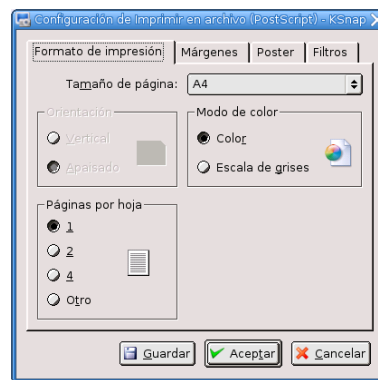 Configuración de Imprimir en archivo (PostScript) - KSnap
Formato de impresión
Márgenes
Poster
Filtros
Tamaño de página:
A4
Orientación
Vertical
Apaisado
Modo de color
Color
Escala de grises
Páginas por hoja
1
2
4
Otro
Guardar
Aceptar
Cancelar